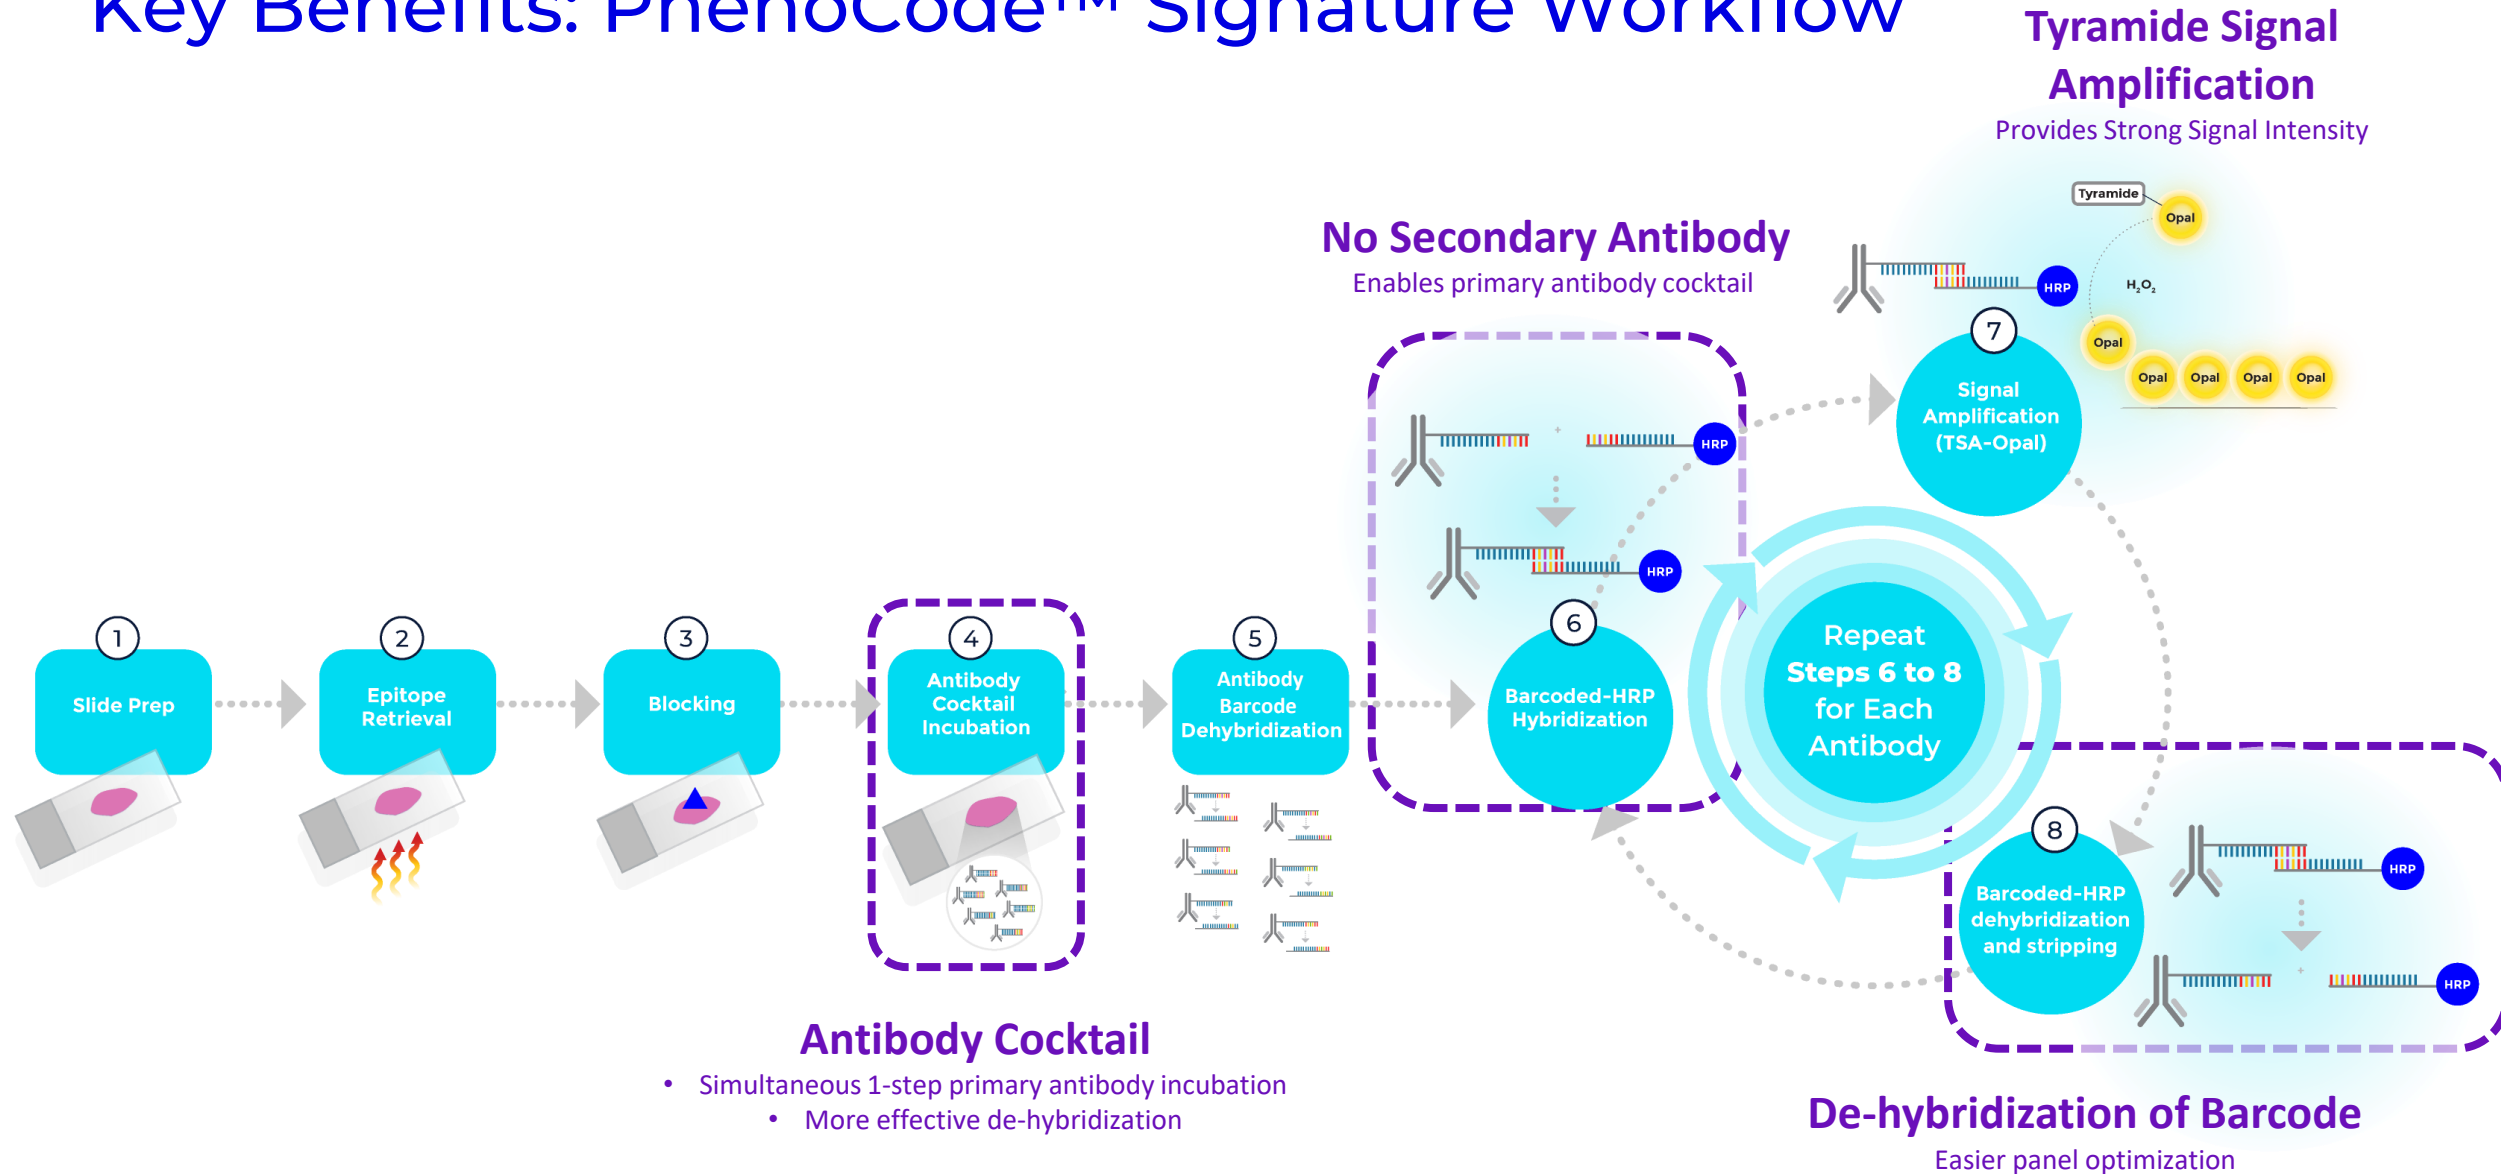 Key Benefits: PhenoCode™ Signature Workflow
Tyramide Signal
Amplification
Provides Strong Signal Intensity
Tyramide
Opal
H₂O₂
HRP
Opal
Opal
Opal
Opal
Opal
7
Signal
Amplification
(TSA-Opal)
No Secondary Antibody
Enables primary antibody cocktail
+
HRP
HRP
1
Slide Prep
2
Epitope
Retrieval
3
Blocking
4
Antibody
Cocktail
Incubation
5
Antibody
Barcode
Dehybridization
6
Barcoded-HRP
Hybridization
Repeat
Steps 6 to 8
for Each
Antibody
8
Barcoded-HRP
dehybridization
and stripping
HRP
+
HRP
Antibody Cocktail
• Simultaneous 1-step primary antibody incubation
• More effective de-hybridization
De-hybridization of Barcode
Easier panel optimization